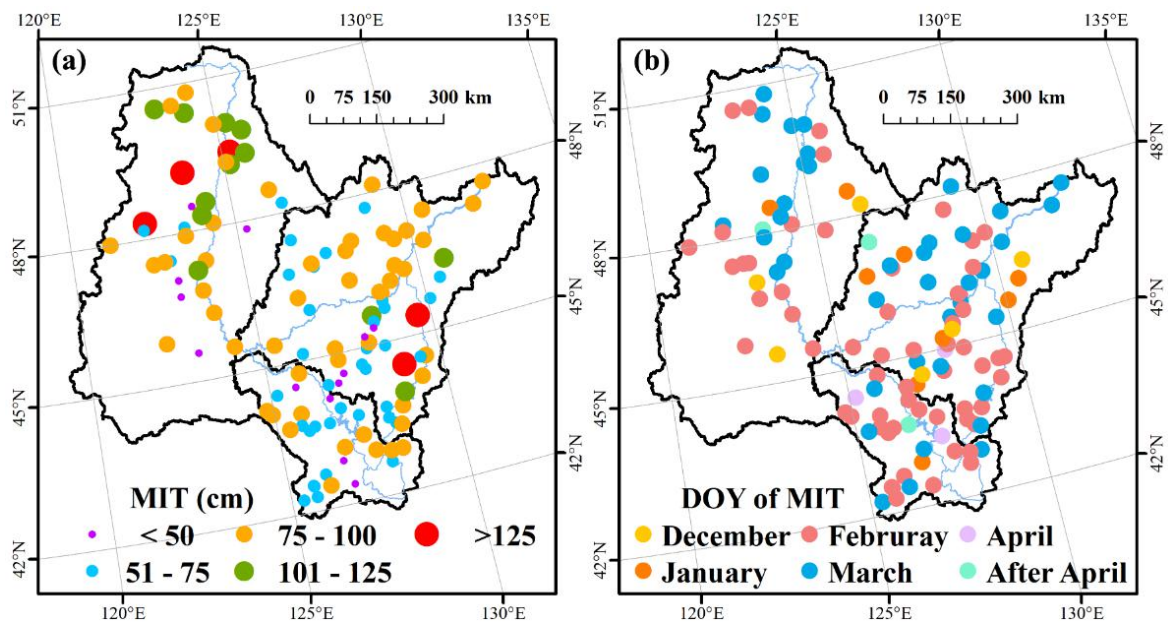 120°E 125°E 130°E 125°E 130°E 135°E
(a) (b)
0 75 150 300 km 0 75 150 300 km
51°N 48°N 45°N 42°N
48°N 45°N 42°N
51°N 48°N 45°N 42°N
48°N 45°N 42°N
MIT (cm)
< 50 75 - 100 >125
51 - 75 101 - 125
DOY of MIT
December Februray April
January March After April
120°E 125°E 130°E 120°E 125°E 130°E